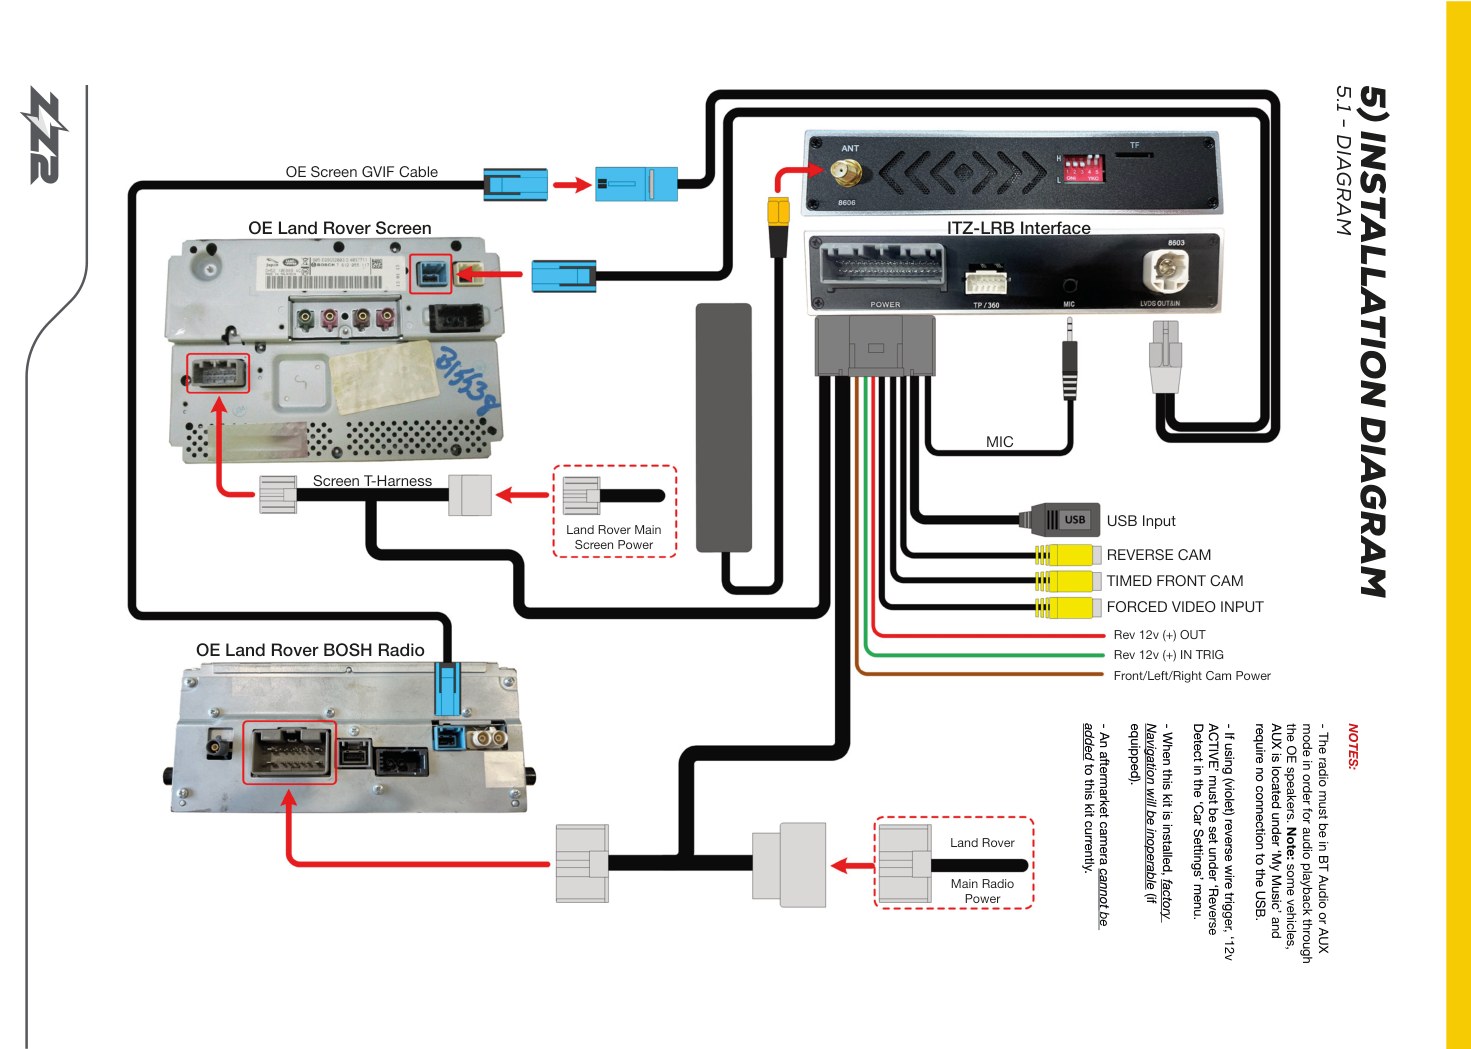 5) INSTALLATION DIAGRAM
5.1 - DIAGRAM
OE Screen GVIF Cable
OE Land Rover Screen
ANT
8606
H
L
TF
ITZ-LRB Interface
POWER
TP / 360
MIC
8603
LVDS OUT&IN
B15538
Screen T-Harness
Land Rover Main
Screen Power
MIC
USB
USB Input
REVERSE CAM
TIMED FRONT CAM
FORCED VIDEO INPUT
Rev 12v (+) OUT
Rev 12v (+) IN TRIG
Front/Left/Right Cam Power
OE Land Rover BOSH Radio
Land Rover
Main Radio
Power
NOTES:
- The radio must be in BT Audio or AUX
mode in order for audio playback through
the OE speakers. Note: some vehicles,
AUX is located under 'My Music' and
require no connection to the USB.
- If using (violet) reverse wire trigger, '12v
ACTIVE' must be set under 'Reverse
Detect in the 'Car Settings' menu.
- When this kit is installed, factory
Navigation will be inoperable (if
equipped).
- An aftermarket camera cannot be
added to this kit currently.
ZZ2